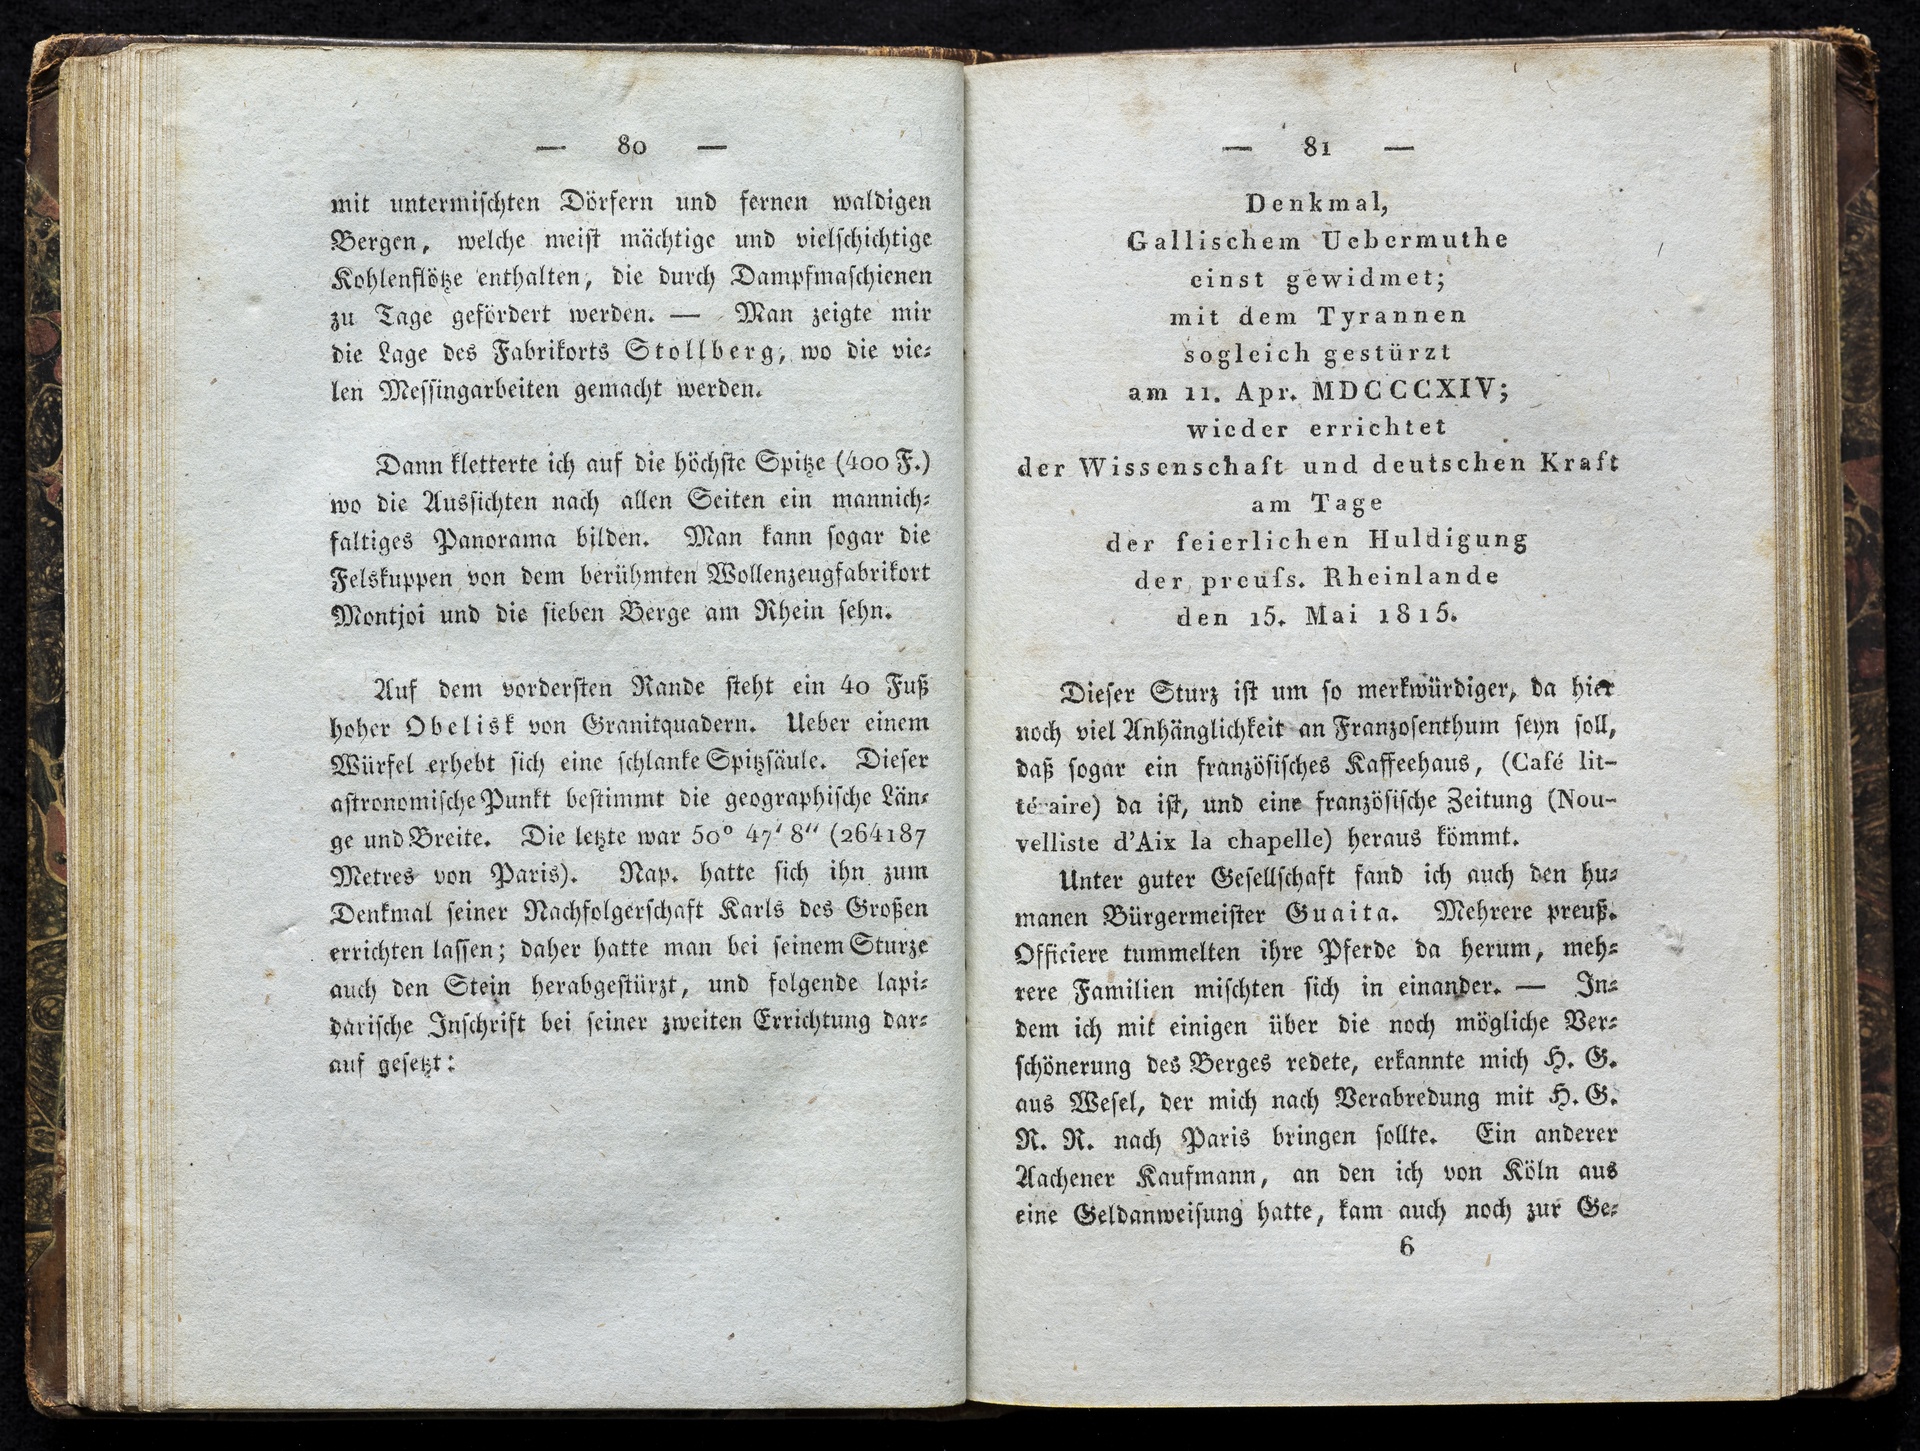 — 80 —
mit untermischten Dörfern und fernen waldigen
Bergen, welche meist mächtige und vielschichtige
Kohlenflötze enthalten, die durch Dampfmaschienen
zu Tage gefördert werden. — Man zeigte mir
die Lage des Fabrikorts Stollberg, wo die vie-
len Messingarbeiten gemacht werden.
Dann kletterte ich auf die höchste Spitze (400 F.)
wo die Aussichten nach allen Seiten ein mannich-
faltiges Panorama bilden. Man kann sogar die
Felskuppen von dem berühmten Wollenzeugfabrikort
Montjoi und die sieben Berge am Rhein sehn.
Auf dem vordersten Rande steht ein 40 Fuß
hoher Obelisk von Granitquadern. Ueber einem
Würfel erhebt sich eine schlanke Spitzsäule. Dieser
astronomische Punkt bestimmt die geographische Län-
ge und Breite. Die letzte war 50° 47′ 8″ (264187
Metres von Paris). Nap. hatte sich ihn zum
Denkmal seiner Nachfolgerschaft Karls des Großen
errichten lassen; daher hatte man bei seinem Sturze
auch den Stein herabgestürzt, und folgende lapi-
darische Inschrift bei seiner zweiten Errichtung dar-
auf gesetzt:
— 81 —
Denkmal,
Gallischem Uebermuthe
einst gewidmet;
mit dem Tyrannen
sogleich gestürzt
am 11. Apr. MDCCCXIV;
wieder errichtet
der Wissenschaft und deutschen Kraft
am Tage
der feierlichen Huldigung
der preuſs. Rheinlande
den 15. Mai 1815.
Dieser Sturz ist um so merkwürdiger, da hier
noch viel Anhänglichkeit an Franzosenthum seyn soll,
daß sogar ein französisches Kaffeehaus, (Café lit-
téraire) da ist, und eine französische Zeitung (Nou-
velliste d'Aix la chapelle) heraus kömmt.
Unter guter Gesellschaft fand ich auch den hu-
manen Bürgermeister Guaita. Mehrere preuß.
Officiere tummelten ihre Pferde da herum, meh-
rere Familien mischten sich in einander. — In-
dem ich mit einigen über die noch mögliche Ver-
schönerung des Berges redete, erkannte mich H. G.
aus Wesel, der mich nach Verabredung mit H. G.
N. N. nach Paris bringen sollte. Ein anderer
Aachener Kaufmann, an den ich von Köln aus
eine Geldanweisung hatte, kam auch noch zur Ge-
6